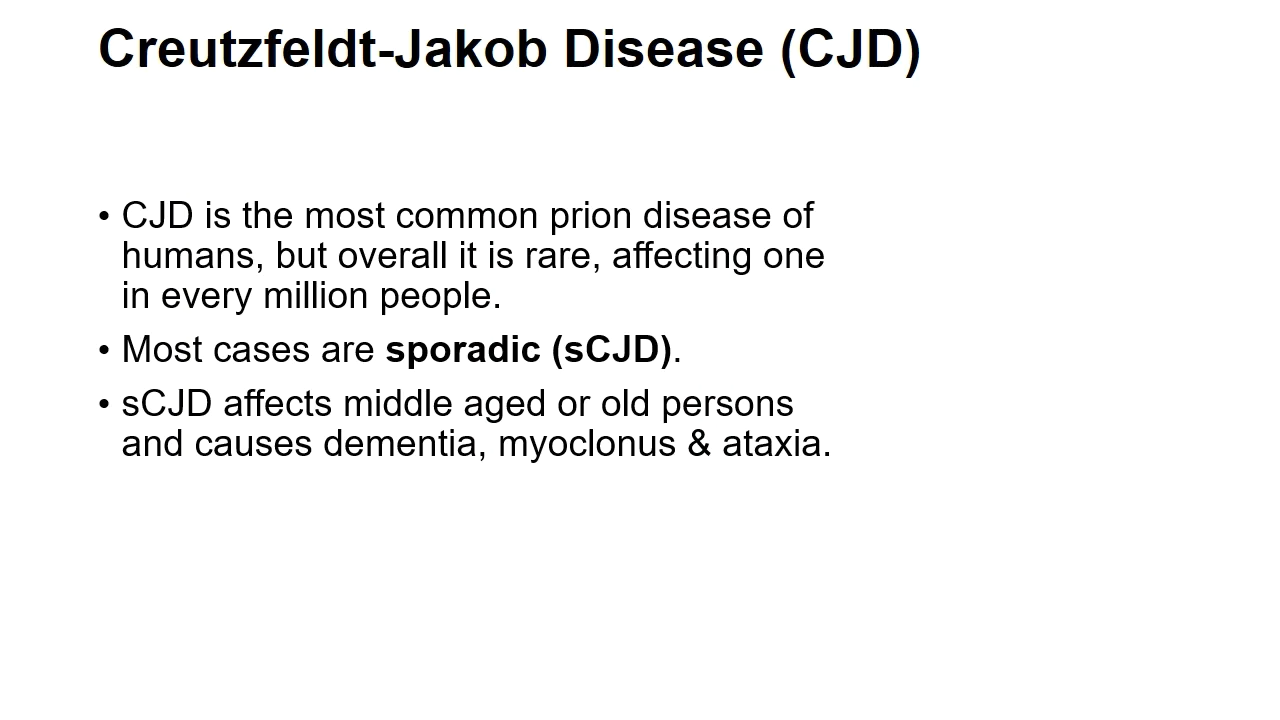 Creutzfeldt-Jakob Disease (CJD)
• CJD is the most common prion disease of
humans, but overall it is rare, affecting one
in every million people.
• Most cases are sporadic (sCJD).
• sCJD affects middle aged or old persons
and causes dementia, myoclonus & ataxia.